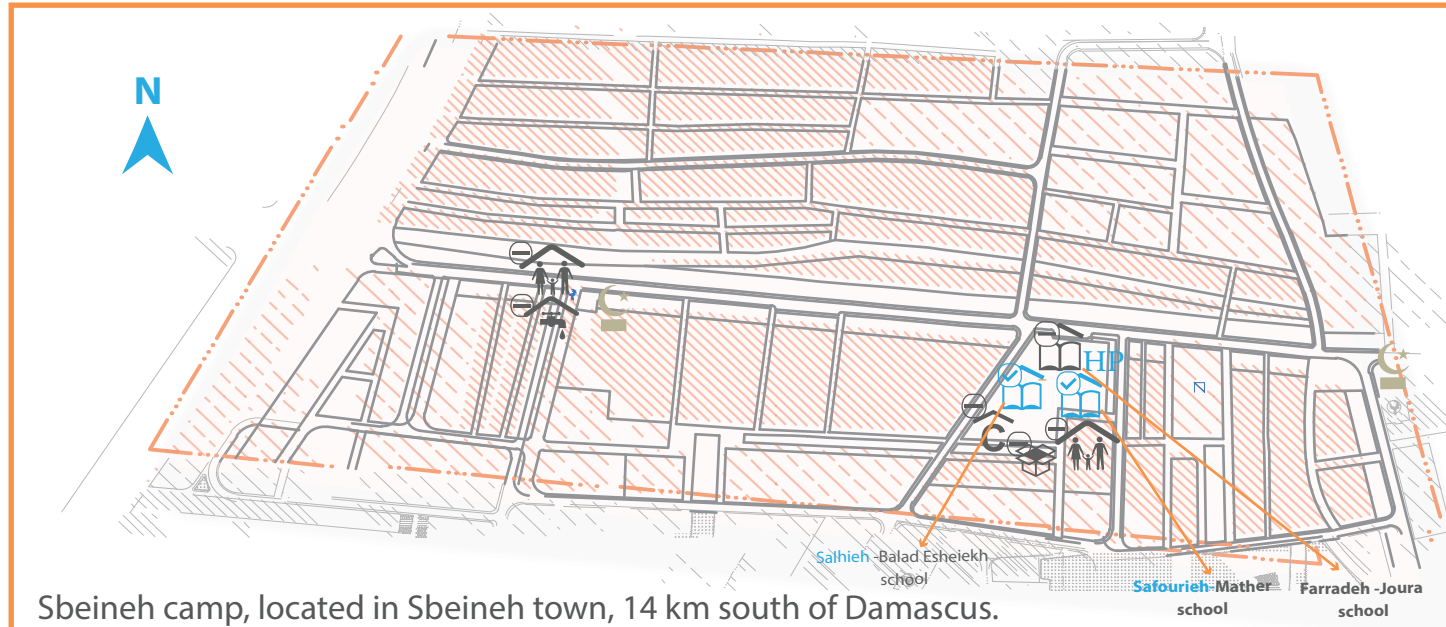 N
HP
Salhieh -Balad Esheiekh
school
Safourieh-Mather
school
Farradeh -Joura
school
Sbeineh camp, located in Sbeineh town, 14 km south of Damascus.